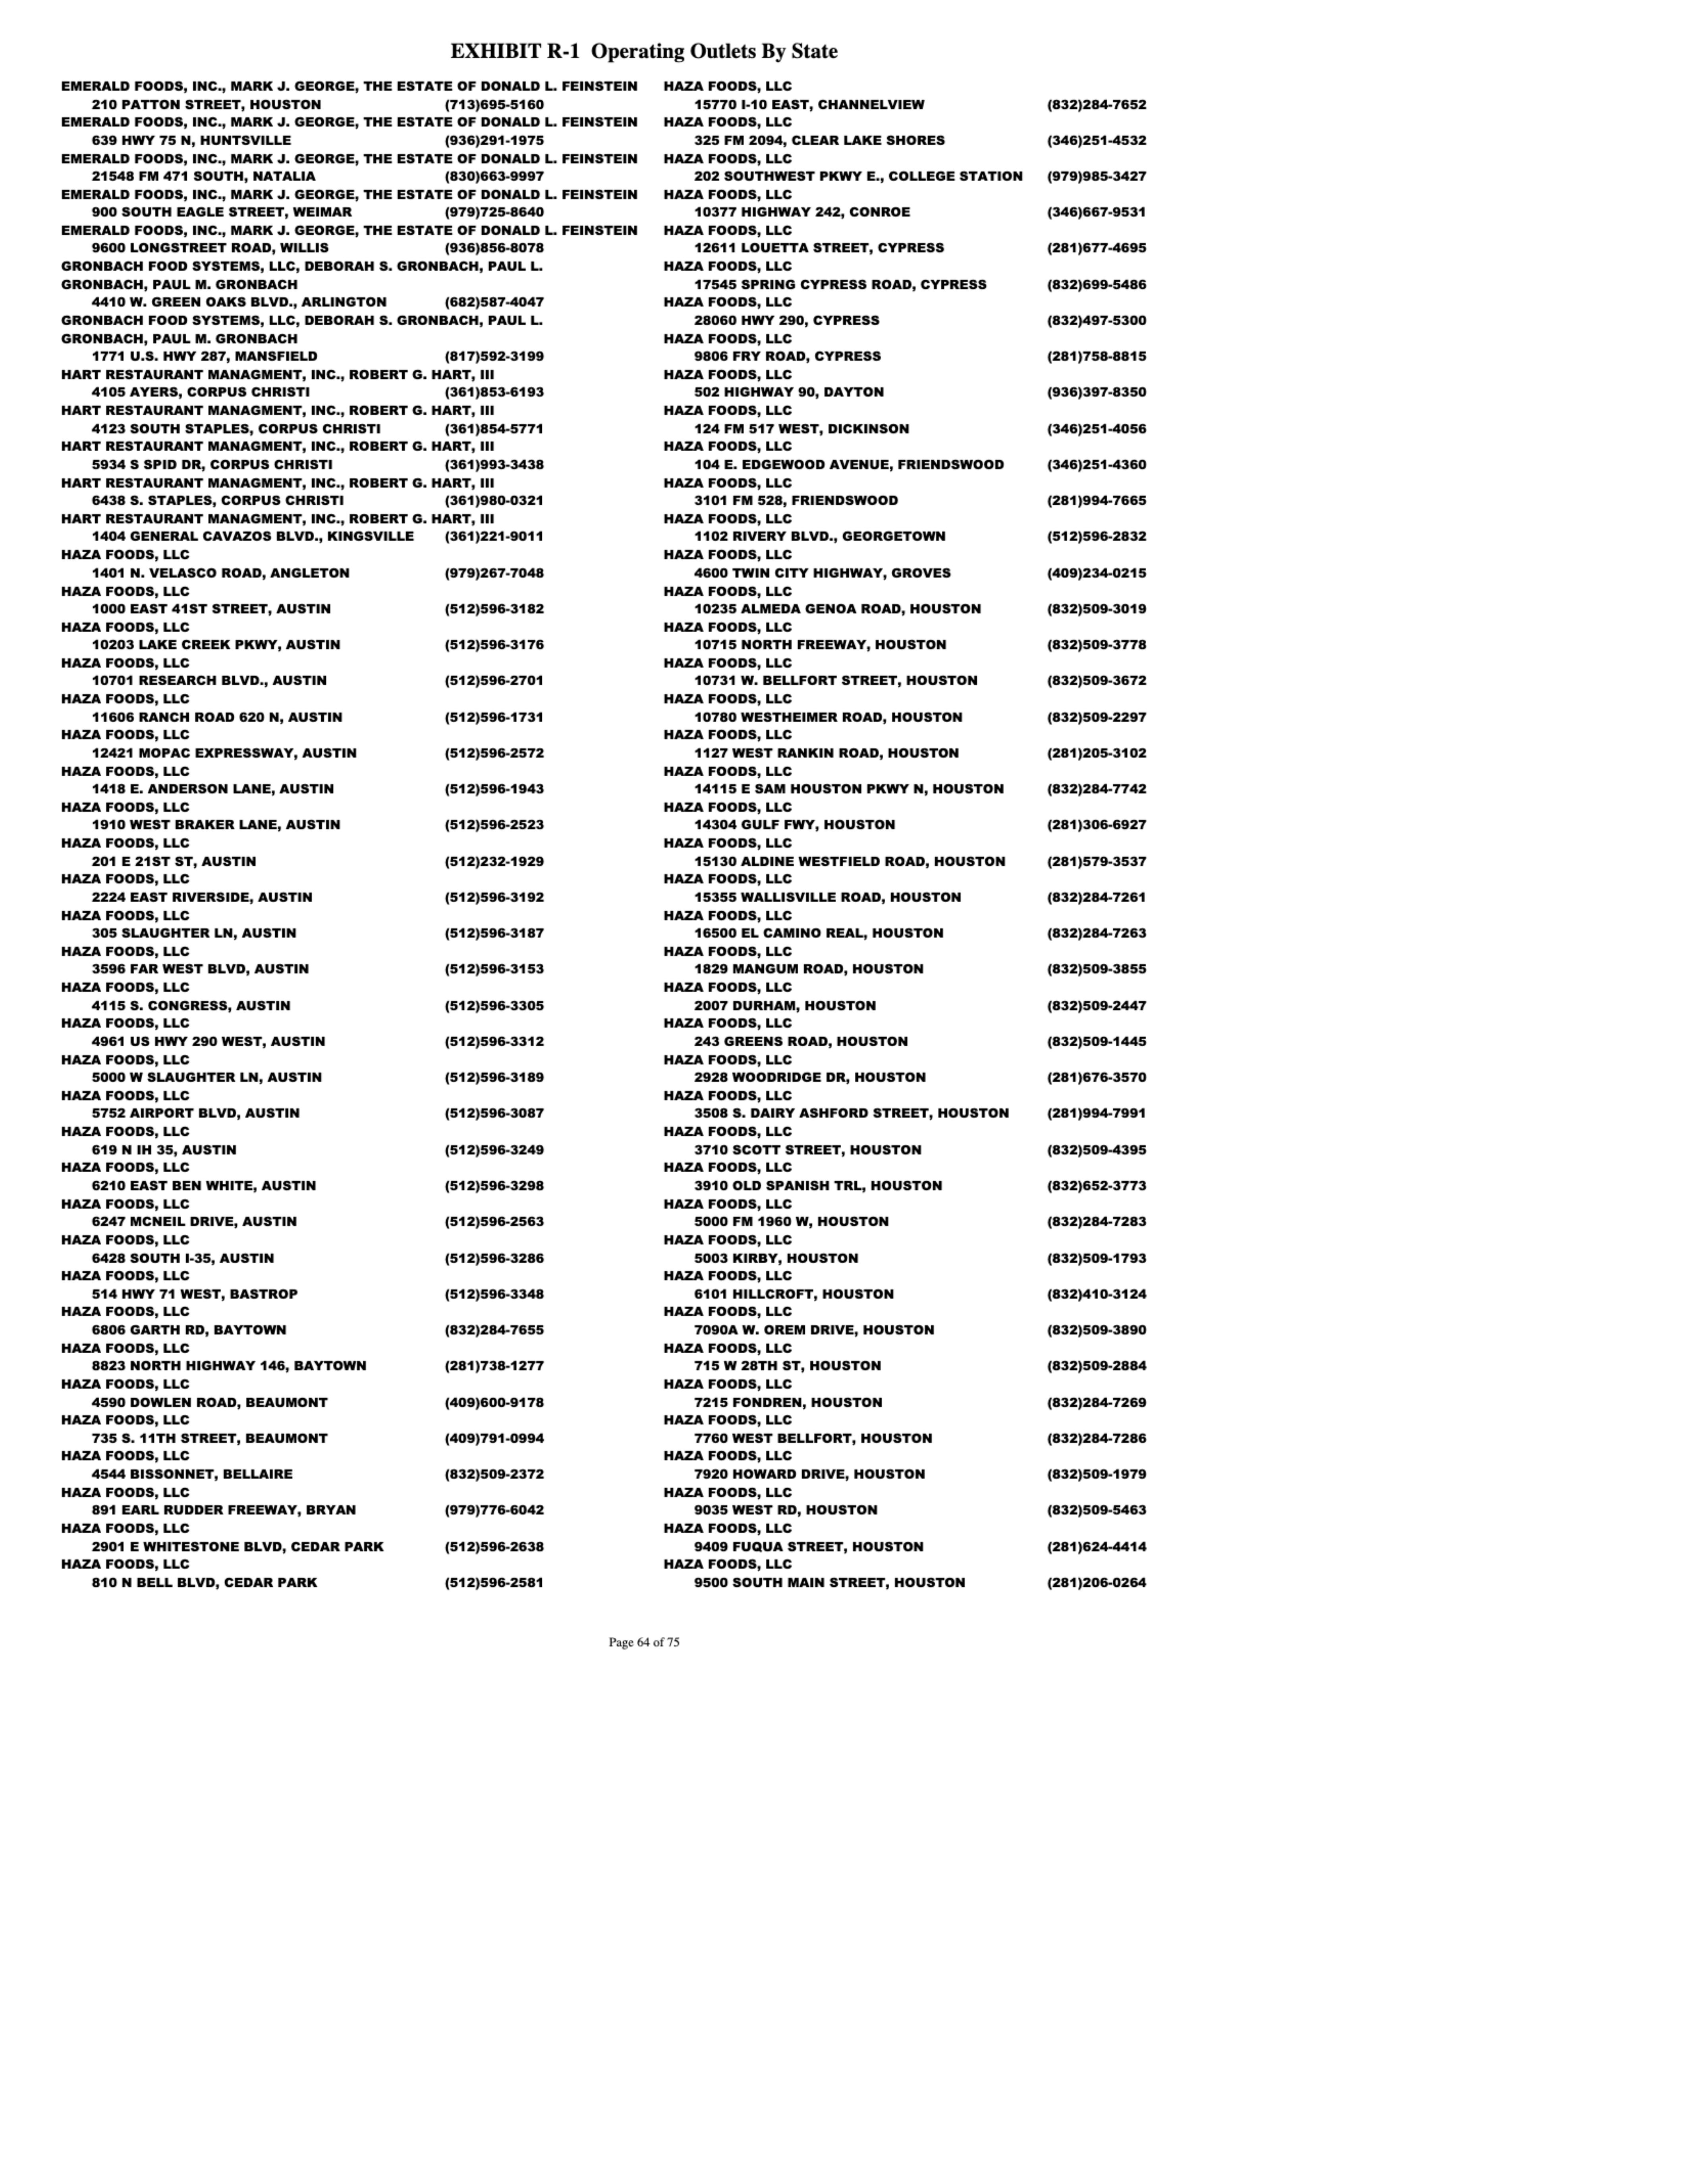 EXHIBIT R-1 Operating Outlets By State
EMERALD FOODS, INC., MARK J. GEORGE, THE ESTATE OF DONALD L. FEINSTEIN
210 PATTON STREET, HOUSTON (713)695-5160
EMERALD FOODS, INC., MARK J. GEORGE, THE ESTATE OF DONALD L. FEINSTEIN
639 HWY 75 N, HUNTSVILLE (936)291-1975
EMERALD FOODS, INC., MARK J. GEORGE, THE ESTATE OF DONALD L. FEINSTEIN
21548 FM 471 SOUTH, NATALIA (830)663-9997
EMERALD FOODS, INC., MARK J. GEORGE, THE ESTATE OF DONALD L. FEINSTEIN
900 SOUTH EAGLE STREET, WEIMAR (979)725-8640
EMERALD FOODS, INC., MARK J. GEORGE, THE ESTATE OF DONALD L. FEINSTEIN
9600 LONGSTREET ROAD, WILLIS (936)856-8078
GRONBACH FOOD SYSTEMS, LLC, DEBORAH S. GRONBACH, PAUL L.
GRONBACH, PAUL M. GRONBACH
4410 W. GREEN OAKS BLVD., ARLINGTON (682)587-4047
GRONBACH FOOD SYSTEMS, LLC, DEBORAH S. GRONBACH, PAUL L.
GRONBACH, PAUL M. GRONBACH
1771 U.S. HWY 287, MANSFIELD (817)592-3199
HART RESTAURANT MANAGMENT, INC., ROBERT G. HART, III
4105 AYERS, CORPUS CHRISTI (361)853-6193
HART RESTAURANT MANAGMENT, INC., ROBERT G. HART, III
4123 SOUTH STAPLES, CORPUS CHRISTI (361)854-5771
HART RESTAURANT MANAGMENT, INC., ROBERT G. HART, III
5934 S SPID DR, CORPUS CHRISTI (361)993-3438
HART RESTAURANT MANAGMENT, INC., ROBERT G. HART, III
6438 S. STAPLES, CORPUS CHRISTI (361)980-0321
HART RESTAURANT MANAGMENT, INC., ROBERT G. HART, III
1404 GENERAL CAVAZOS BLVD., KINGSVILLE (361)221-9011
HAZA FOODS, LLC
1401 N. VELASCO ROAD, ANGLETON (979)267-7048
HAZA FOODS, LLC
1000 EAST 41ST STREET, AUSTIN (512)596-3182
HAZA FOODS, LLC
10203 LAKE CREEK PKWY, AUSTIN (512)596-3176
HAZA FOODS, LLC
10701 RESEARCH BLVD., AUSTIN (512)596-2701
HAZA FOODS, LLC
11606 RANCH ROAD 620 N, AUSTIN (512)596-1731
HAZA FOODS, LLC
12421 MOPAC EXPRESSWAY, AUSTIN (512)596-2572
HAZA FOODS, LLC
1418 E. ANDERSON LANE, AUSTIN (512)596-1943
HAZA FOODS, LLC
1910 WEST BRAKER LANE, AUSTIN (512)596-2523
HAZA FOODS, LLC
201 E 21ST ST, AUSTIN (512)232-1929
HAZA FOODS, LLC
2224 EAST RIVERSIDE, AUSTIN (512)596-3192
HAZA FOODS, LLC
305 SLAUGHTER LN, AUSTIN (512)596-3187
HAZA FOODS, LLC
3596 FAR WEST BLVD, AUSTIN (512)596-3153
HAZA FOODS, LLC
4115 S. CONGRESS, AUSTIN (512)596-3305
HAZA FOODS, LLC
4961 US HWY 290 WEST, AUSTIN (512)596-3312
HAZA FOODS, LLC
5000 W SLAUGHTER LN, AUSTIN (512)596-3189
HAZA FOODS, LLC
5752 AIRPORT BLVD, AUSTIN (512)596-3087
HAZA FOODS, LLC
619 N IH 35, AUSTIN (512)596-3249
HAZA FOODS, LLC
6210 EAST BEN WHITE, AUSTIN (512)596-3298
HAZA FOODS, LLC
6247 MCNEIL DRIVE, AUSTIN (512)596-2563
HAZA FOODS, LLC
6428 SOUTH I-35, AUSTIN (512)596-3286
HAZA FOODS, LLC
514 HWY 71 WEST, BASTROP (512)596-3348
HAZA FOODS, LLC
6806 GARTH RD, BAYTOWN (832)284-7655
HAZA FOODS, LLC
8823 NORTH HIGHWAY 146, BAYTOWN (281)738-1277
HAZA FOODS, LLC
4590 DOWLEN ROAD, BEAUMONT (409)600-9178
HAZA FOODS, LLC
735 S. 11TH STREET, BEAUMONT (409)791-0994
HAZA FOODS, LLC
4544 BISSONNET, BELLAIRE (832)509-2372
HAZA FOODS, LLC
891 EARL RUDDER FREEWAY, BRYAN (979)776-6042
HAZA FOODS, LLC
2901 E WHITESTONE BLVD, CEDAR PARK (512)596-2638
HAZA FOODS, LLC
810 N BELL BLVD, CEDAR PARK (512)596-2581
HAZA FOODS, LLC
15770 I-10 EAST, CHANNELVIEW (832)284-7652
HAZA FOODS, LLC
325 FM 2094, CLEAR LAKE SHORES (346)251-4532
HAZA FOODS, LLC
202 SOUTHWEST PKWY E., COLLEGE STATION (979)985-3427
HAZA FOODS, LLC
10377 HIGHWAY 242, CONROE (346)667-9531
HAZA FOODS, LLC
12611 LOUETTA STREET, CYPRESS (281)677-4695
HAZA FOODS, LLC
17545 SPRING CYPRESS ROAD, CYPRESS (832)699-5486
HAZA FOODS, LLC
28060 HWY 290, CYPRESS (832)497-5300
HAZA FOODS, LLC
9806 FRY ROAD, CYPRESS (281)758-8815
HAZA FOODS, LLC
502 HIGHWAY 90, DAYTON (936)397-8350
HAZA FOODS, LLC
124 FM 517 WEST, DICKINSON (346)251-4056
HAZA FOODS, LLC
104 E. EDGEWOOD AVENUE, FRIENDSWOOD (346)251-4360
HAZA FOODS, LLC
3101 FM 528, FRIENDSWOOD (281)994-7665
HAZA FOODS, LLC
1102 RIVERY BLVD., GEORGETOWN (512)596-2832
HAZA FOODS, LLC
4600 TWIN CITY HIGHWAY, GROVES (409)234-0215
HAZA FOODS, LLC
10235 ALMEDA GENOA ROAD, HOUSTON (832)509-3019
HAZA FOODS, LLC
10715 NORTH FREEWAY, HOUSTON (832)509-3778
HAZA FOODS, LLC
10731 W. BELLFORT STREET, HOUSTON (832)509-3672
HAZA FOODS, LLC
10780 WESTHEIMER ROAD, HOUSTON (832)509-2297
HAZA FOODS, LLC
1127 WEST RANKIN ROAD, HOUSTON (281)205-3102
HAZA FOODS, LLC
14115 E SAM HOUSTON PKWY N, HOUSTON (832)284-7742
HAZA FOODS, LLC
14304 GULF FWY, HOUSTON (281)306-6927
HAZA FOODS, LLC
15130 ALDINE WESTFIELD ROAD, HOUSTON (281)579-3537
HAZA FOODS, LLC
15355 WALLISVILLE ROAD, HOUSTON (832)284-7261
HAZA FOODS, LLC
16500 EL CAMINO REAL, HOUSTON (832)284-7263
HAZA FOODS, LLC
1829 MANGUM ROAD, HOUSTON (832)509-3855
HAZA FOODS, LLC
2007 DURHAM, HOUSTON (832)509-2447
HAZA FOODS, LLC
243 GREENS ROAD, HOUSTON (832)509-1445
HAZA FOODS, LLC
2928 WOODRIDGE DR, HOUSTON (281)676-3570
HAZA FOODS, LLC
3508 S. DAIRY ASHFORD STREET, HOUSTON (281)994-7991
HAZA FOODS, LLC
3710 SCOTT STREET, HOUSTON (832)509-4395
HAZA FOODS, LLC
3910 OLD SPANISH TRL, HOUSTON (832)652-3773
HAZA FOODS, LLC
5000 FM 1960 W, HOUSTON (832)284-7283
HAZA FOODS, LLC
5003 KIRBY, HOUSTON (832)509-1793
HAZA FOODS, LLC
6101 HILLCROFT, HOUSTON (832)410-3124
HAZA FOODS, LLC
7090A W. OREM DRIVE, HOUSTON (832)509-3890
HAZA FOODS, LLC
715 W 28TH ST, HOUSTON (832)509-2884
HAZA FOODS, LLC
7215 FONDREN, HOUSTON (832)284-7269
HAZA FOODS, LLC
7760 WEST BELLFORT, HOUSTON (832)284-7286
HAZA FOODS, LLC
7920 HOWARD DRIVE, HOUSTON (832)509-1979
HAZA FOODS, LLC
9035 WEST RD, HOUSTON (832)509-5463
HAZA FOODS, LLC
9409 FUQUA STREET, HOUSTON (281)624-4414
HAZA FOODS, LLC
9500 SOUTH MAIN STREET, HOUSTON (281)206-0264
Page 64 of 75